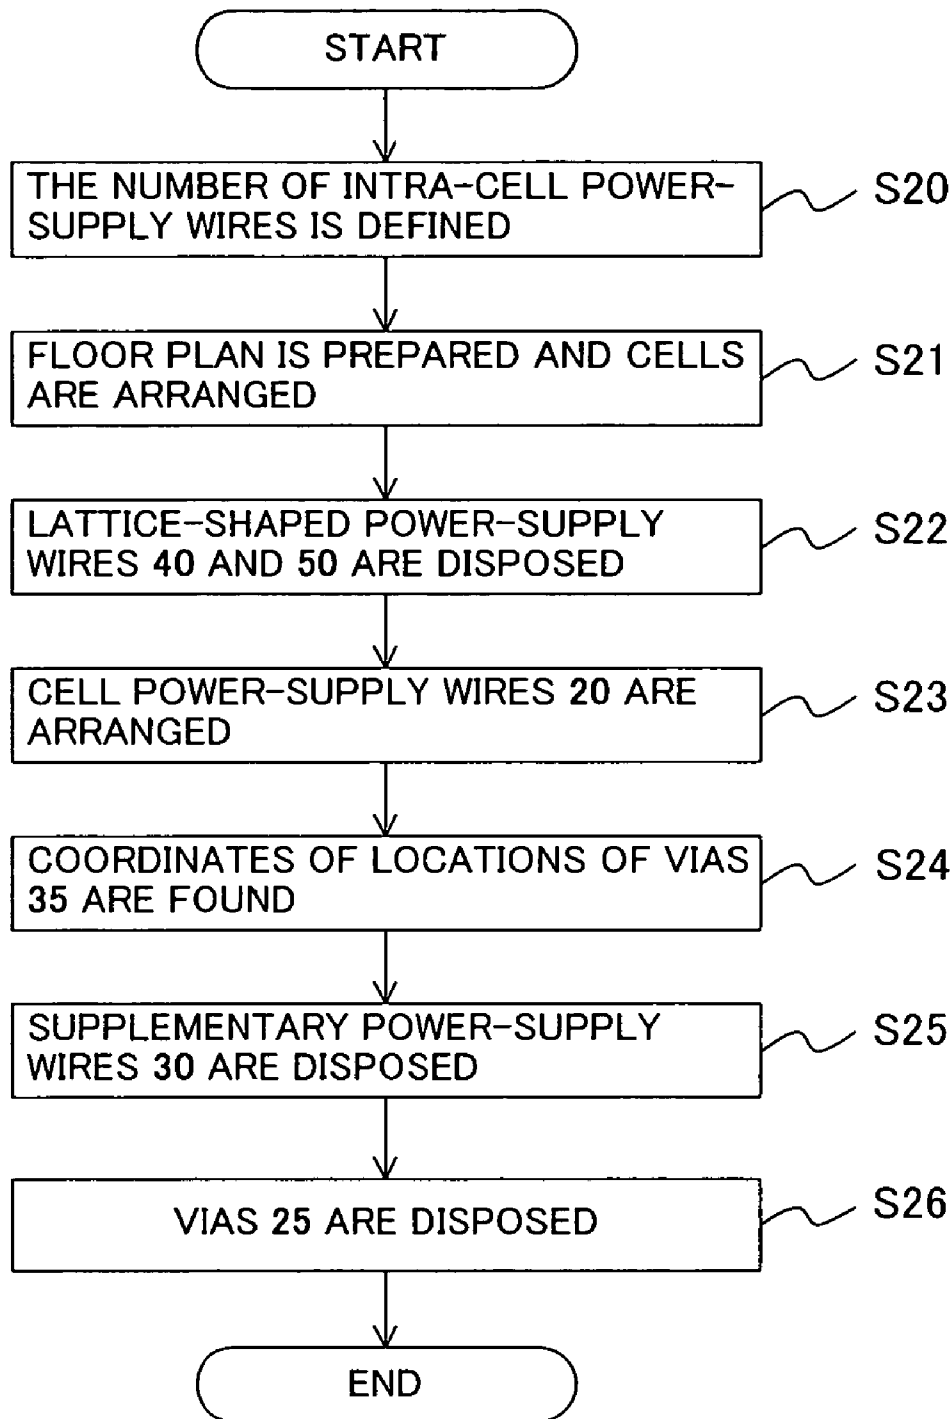 START
THE NUMBER OF INTRA-CELL POWER-
SUPPLY WIRES IS DEFINED
S20
FLOOR PLAN IS PREPARED AND CELLS
ARE ARRANGED
S21
LATTICE-SHAPED POWER-SUPPLY
WIRES 40 AND 50 ARE DISPOSED
S22
CELL POWER-SUPPLY WIRES 20 ARE
ARRANGED
S23
COORDINATES OF LOCATIONS OF VIAS
35 ARE FOUND
S24
SUPPLEMENTARY POWER-SUPPLY
WIRES 30 ARE DISPOSED
S25
VIAS 25 ARE DISPOSED
S26
END